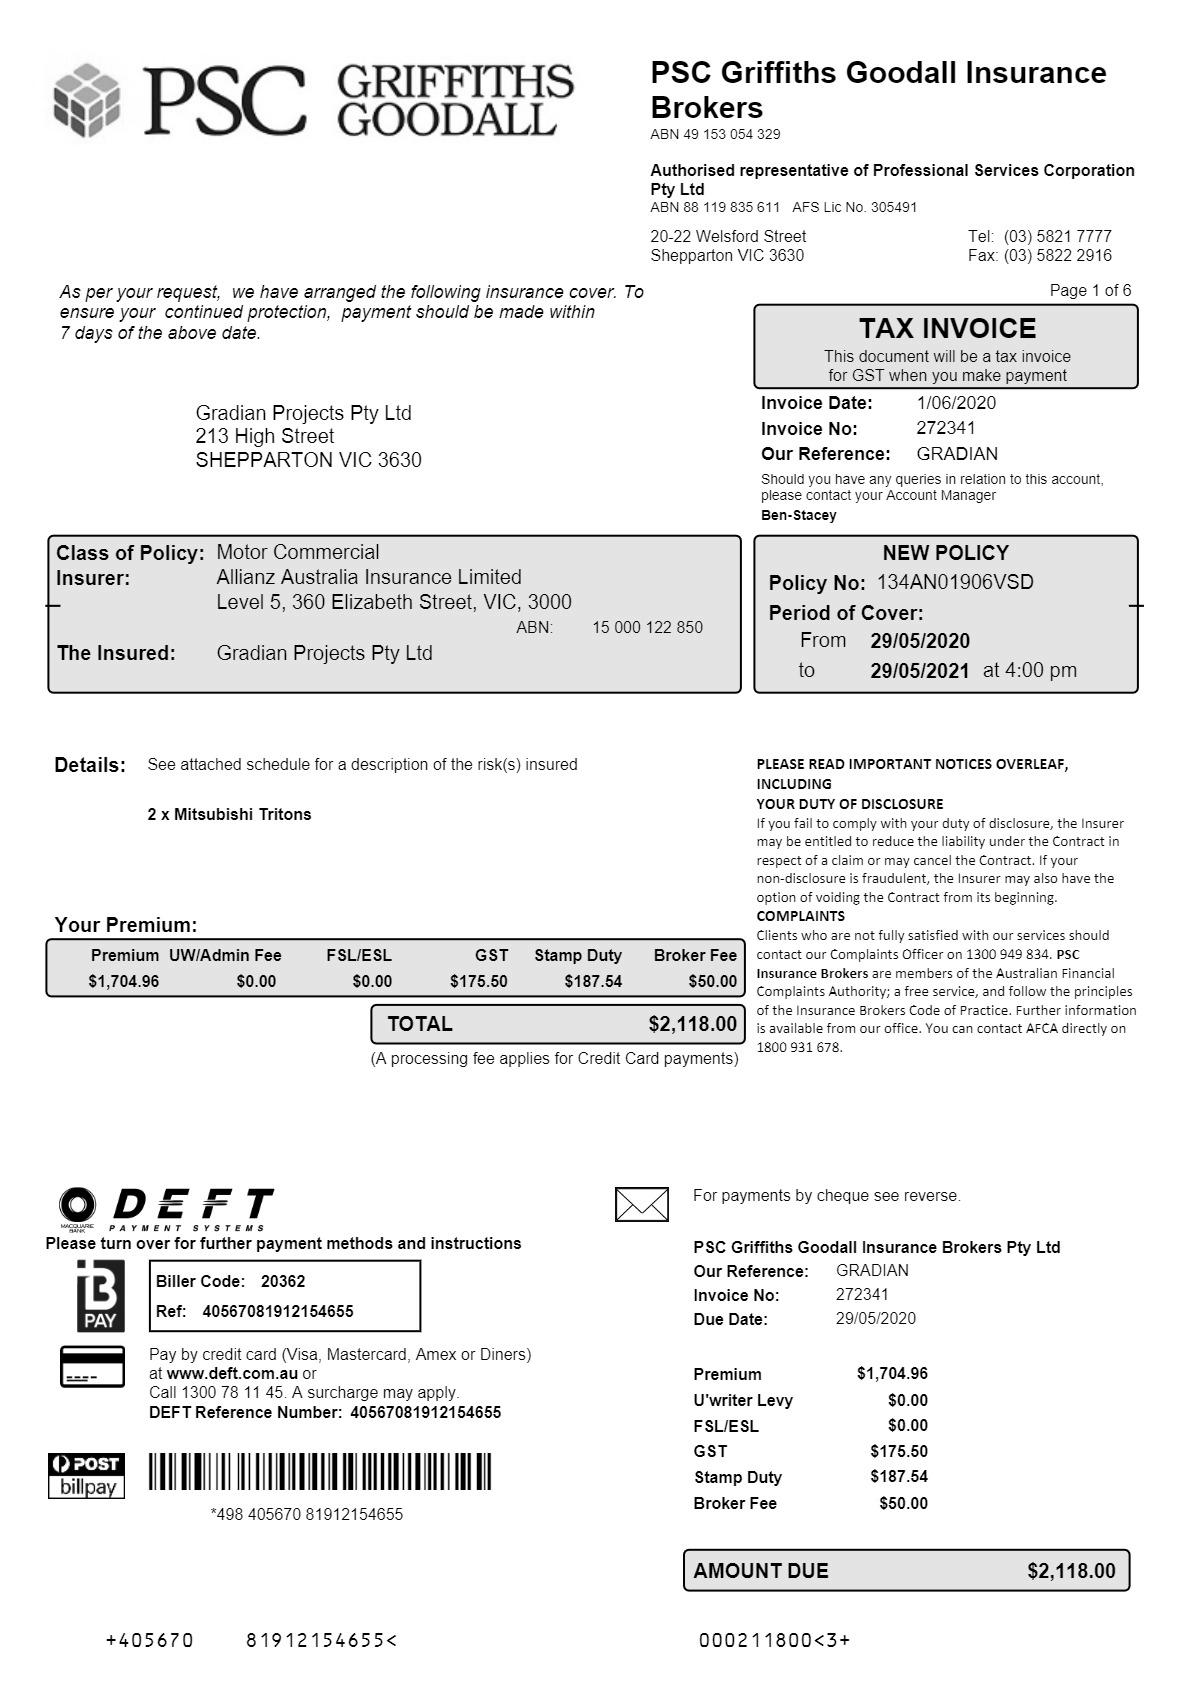 PSC GRIFFITHS GOODALL
PSC Griffiths Goodall Insurance
Brokers
ABN 49 153 054 329
Authorised representative of Professional Services Corporation
Pty Ltd
ABN 88 119 835 611 AFS Lic No. 305491
20-22 Welsford Street Tel: (03) 5821 7777
Shepparton VIC 3630 Fax: (03) 5822 2916
As per your request, we have arranged the following insurance cover. To
ensure your continued protection, payment should be made within
7 days of the above date.
Page 1 of 6
TAX INVOICE
This document will be a tax invoice
for GST when you make payment
Gradian Projects Pty Ltd
213 High Street
SHEPPARTON VIC 3630
Invoice Date: 1/06/2020
Invoice No: 272341
Our Reference: GRADIAN
Should you have any queries in relation to this account,
please contact your Account Manager
Ben-Stacey
Class of Policy: Motor Commercial
Insurer: Allianz Australia Insurance Limited
Level 5, 360 Elizabeth Street, VIC, 3000
ABN: 15 000 122 850
The Insured: Gradian Projects Pty Ltd
NEW POLICY
Policy No: 134AN01906VSD
Period of Cover:
From 29/05/2020
to 29/05/2021 at 4:00 pm
Details: See attached schedule for a description of the risk(s) insured
2 x Mitsubishi Tritons
PLEASE READ IMPORTANT NOTICES OVERLEAF,
INCLUDING
YOUR DUTY OF DISCLOSURE
If you fail to comply with your duty of disclosure, the Insurer
may be entitled to reduce the liability under the Contract in
respect of a claim or may cancel the Contract. If your
non-disclosure is fraudulent, the Insurer may also have the
option of voiding the Contract from its beginning.
COMPLAINTS
Clients who are not fully satisfied with our services should
contact our Complaints Officer on 1300 949 834. PSC
Insurance Brokers are members of the Australian Financial
Complaints Authority; a free service, and follow the principles
of the Insurance Brokers Code of Practice. Further information
is available from our office. You can contact AFCA directly on
1800 931 678.
Your Premium:
Premium UW/Admin Fee FSL/ESL GST Stamp Duty Broker Fee
$1,704.96 $0.00 $0.00 $175.50 $187.54 $50.00
TOTAL $2,118.00
(A processing fee applies for Credit Card payments)
DEFT
PAYMENT SYSTEMS
MACQUARIE
BANK
Please turn over for further payment methods and instructions
B
PAY
Biller Code: 20362
Ref: 40567081912154655
Pay by credit card (Visa, Mastercard, Amex or Diners)
at www.deft.com.au or
Call 1300 78 11 45. A surcharge may apply.
DEFT Reference Number: 40567081912154655
POST
billpay
*498 405670 81912154655
For payments by cheque see reverse.
PSC Griffiths Goodall Insurance Brokers Pty Ltd
Our Reference: GRADIAN
Invoice No: 272341
Due Date: 29/05/2020
Premium $1,704.96
U'writer Levy $0.00
FSL/ESL $0.00
GST $175.50
Stamp Duty $187.54
Broker Fee $50.00
AMOUNT DUE $2,118.00
+405670 81912154655< 000211800<3+